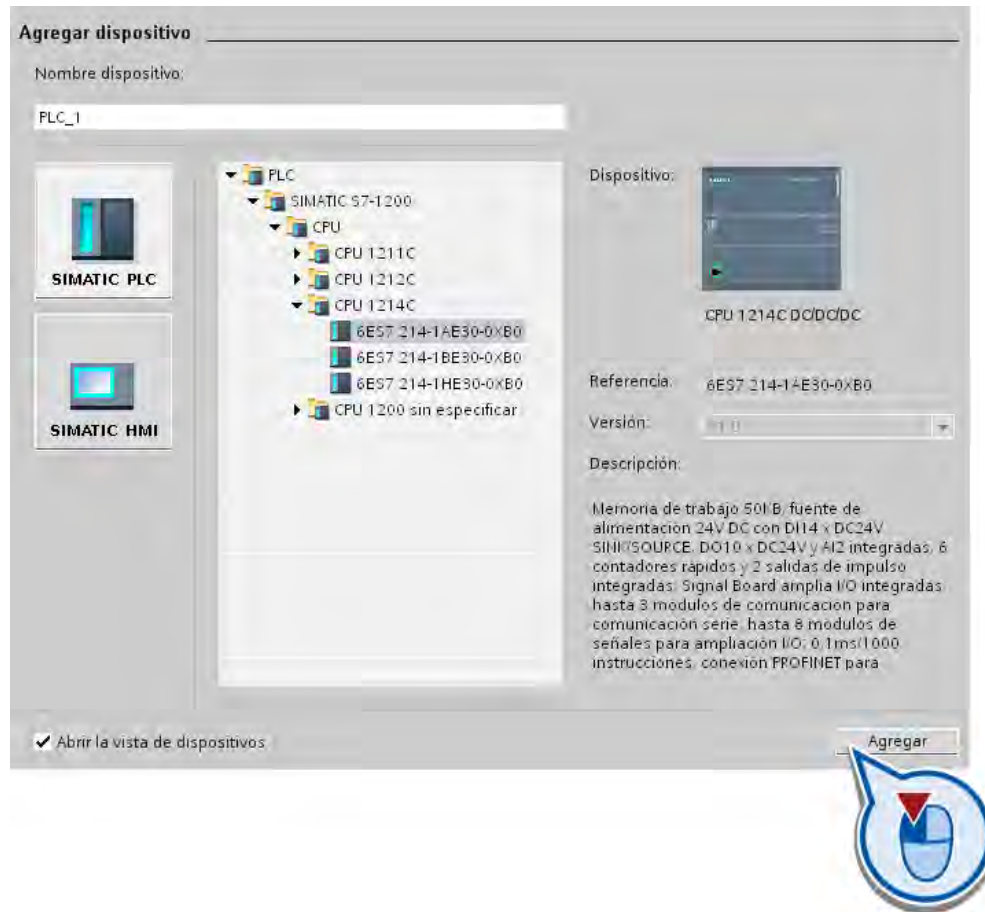 Agregar dispositivo
Nombre dispositivo:
PLC_1
SIMATIC PLC
SIMATIC HMI
PLC
SIMATIC S7-1200
CPU
CPU 1211C
CPU 1212C
CPU 1214C
6ES7 214-1AE30-0XB0
6ES7 214-1BE30-0XB0
6ES7 214-1HE30-0XB0
CPU 1200 sin especificar
Dispositivo:
CPU 1214C DC/DC/DC
Referencia:
6ES7 214-1AE30-0XB0
Versión:
Descripción:
Memoria de trabajo 50KB, fuente de
alimentación 24V DC con DI14 x DC24V
SINK/SOURCE, DO10 x DC24V y AI2 integradas, 6
contadores rápidos y 2 salidas de impulso
integradas; Signal Board amplia I/O integradas
hasta 3 modulos de comunicacion para
comunicación serie, hasta 8 modulos de
señales para ampliación I/O; 0,1ms/1000
instrucciones, conexión PROFINET para
Abrir la vista de dispositivos
Agregar